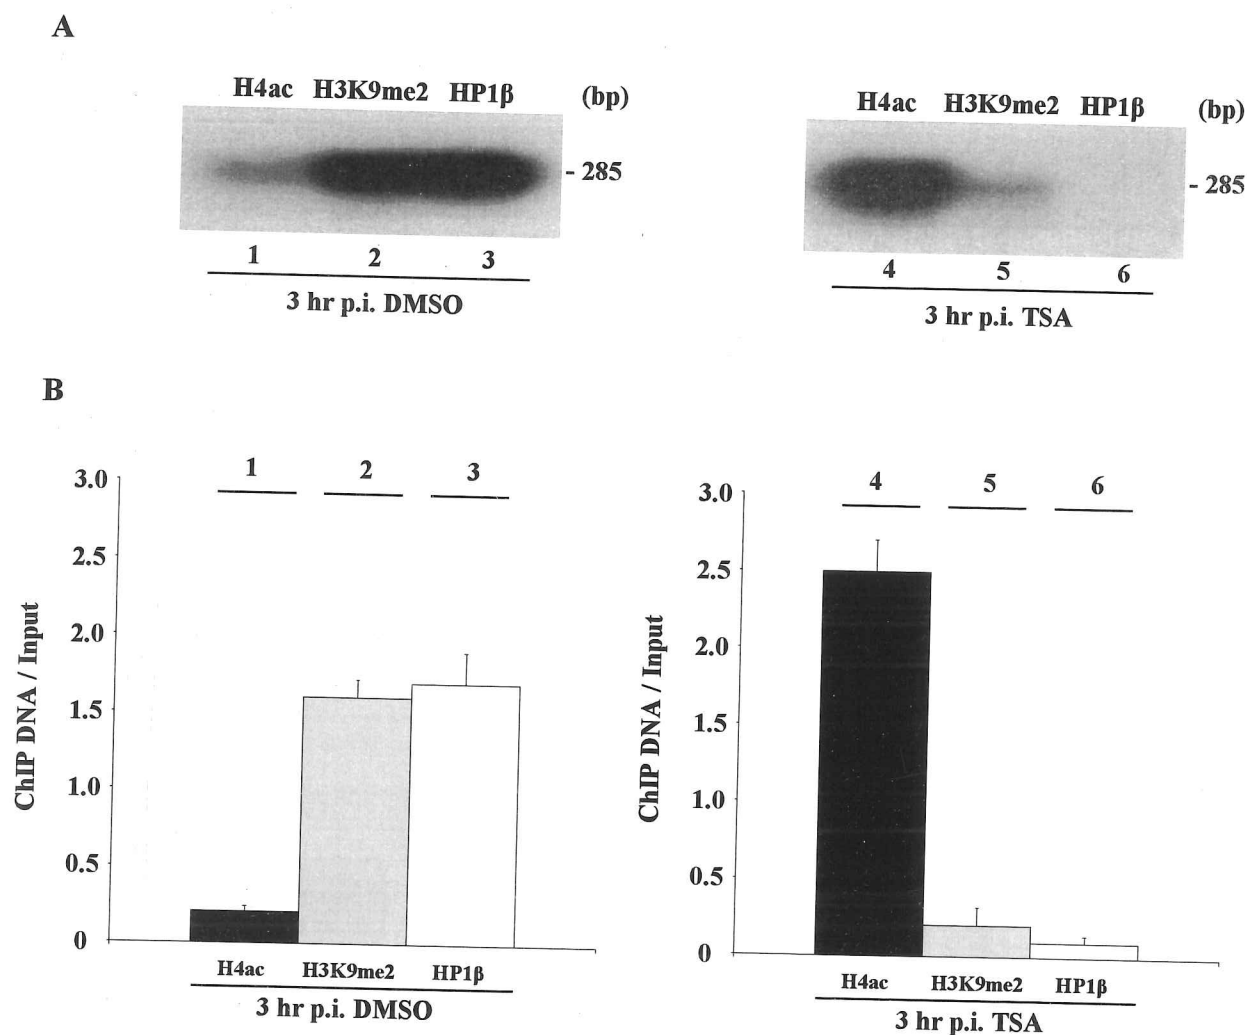 A
H4ac H3K9me2 HP1β (bp)
- 285
1 2 3
3 hr p.i. DMSO
H4ac H3K9me2 HP1β (bp)
- 285
4 5 6
3 hr p.i. TSA
B
ChIP DNA / Input
1 2 3
3.0
2.5
2.0
1.5
1.0
0.5
0
H4ac H3K9me2 HP1β
3 hr p.i. DMSO
ChIP DNA / Input
4 5 6
3.0
2.5
2.0
1.5
1.0
0.5
0
H4ac H3K9me2 HP1β
3 hr p.i. TSA